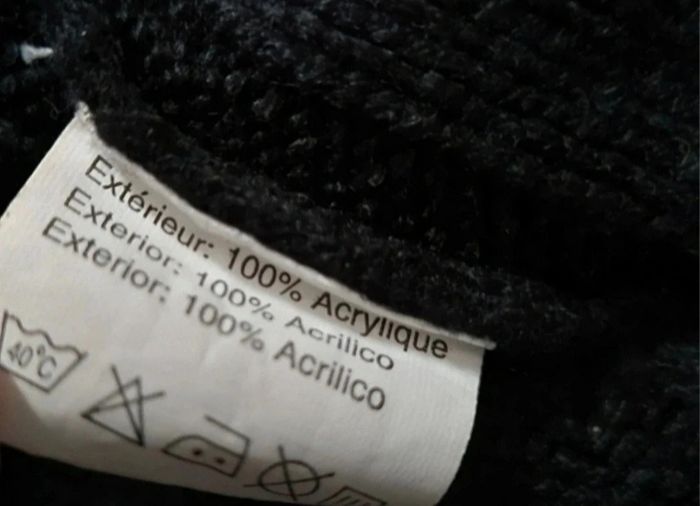 Extérieur: 100% Acrylique
Exterior: 100% Acrilico
Exterior: 100% Acrilico
40°C